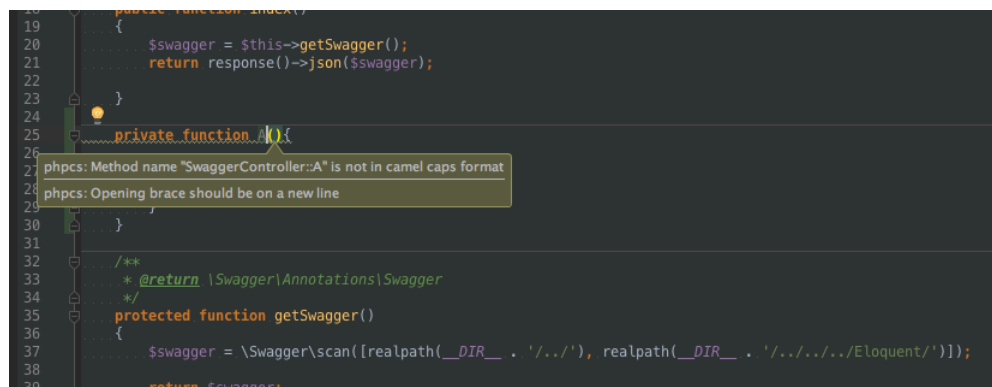 18 public function index()
19 {
20 $swagger = $this->getSwagger();
21 return response()->json($swagger);
22
23 }
24
25 private function A(){
26
phpcs: Method name "SwaggerController::A" is not in camel caps format
27
28
phpcs: Opening brace should be on a new line
29 }
30 }
31
32 /**
33 * @return \Swagger\Annotations\Swagger
34 */
35 protected function getSwagger()
36 {
37 $swagger = \Swagger\scan([realpath(__DIR__ . '/../'), realpath(__DIR__ . '/../../../Eloquent/')]);
38
39 return $swagger;